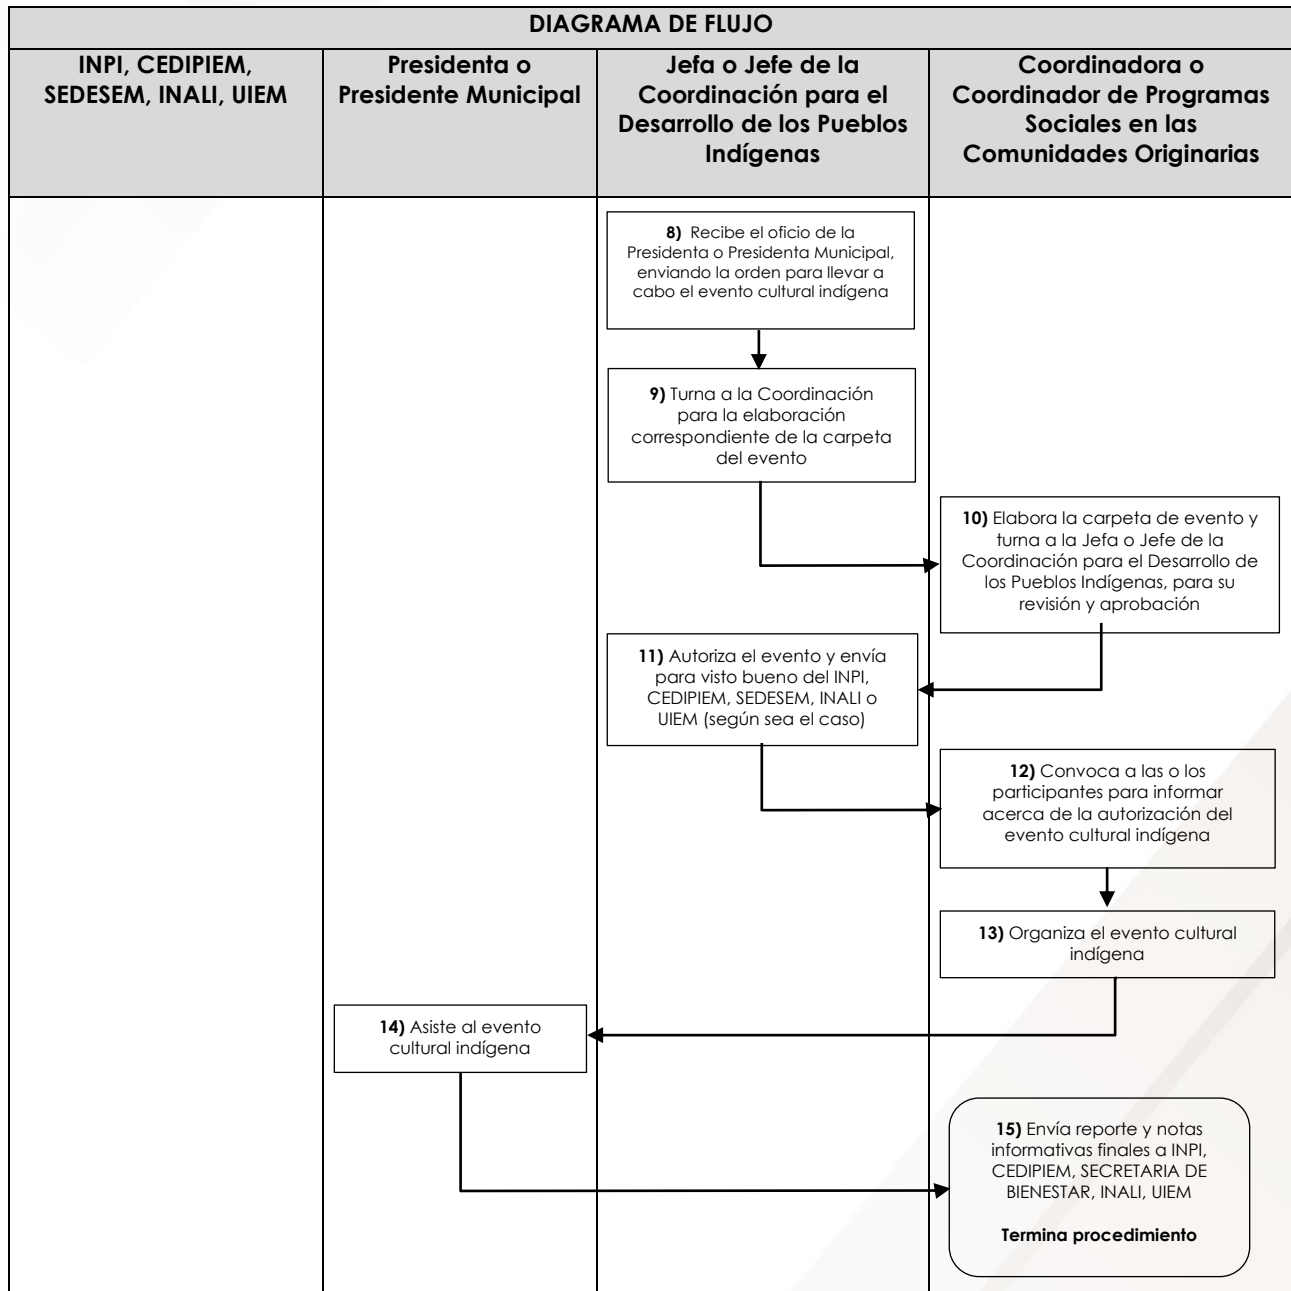 DIAGRAMA DE FLUJO
INPI, CEDIPIEM,
SEDESEM, INALI, UIEM
Presidenta o
Presidente Municipal
Jefa o Jefe de la
Coordinación para el
Desarrollo de los Pueblos
Indígenas
Coordinadora o
Coordinador de Programas
Sociales en las
Comunidades Originarias
8) Recibe el oficio de la
Presidenta o Presidenta Municipal,
enviando la orden para llevar a
cabo el evento cultural indígena
9) Turna a la Coordinación
para la elaboración
correspondiente de la carpeta
del evento
10) Elabora la carpeta de evento y
turna a la Jefa o Jefe de la
Coordinación para el Desarrollo de
los Pueblos Indígenas, para su
revisión y aprobación
11) Autoriza el evento y envía
para visto bueno del INPI,
CEDIPIEM, SEDESEM, INALI o
UIEM (según sea el caso)
12) Convoca a las o los
participantes para informar
acerca de la autorización del
evento cultural indígena
13) Organiza el evento cultural
indígena
14) Asiste al evento
cultural indígena
15) Envía reporte y notas
informativas finales a INPI,
CEDIPIEM, SECRETARIA DE
BIENESTAR, INALI, UIEM
Termina procedimiento